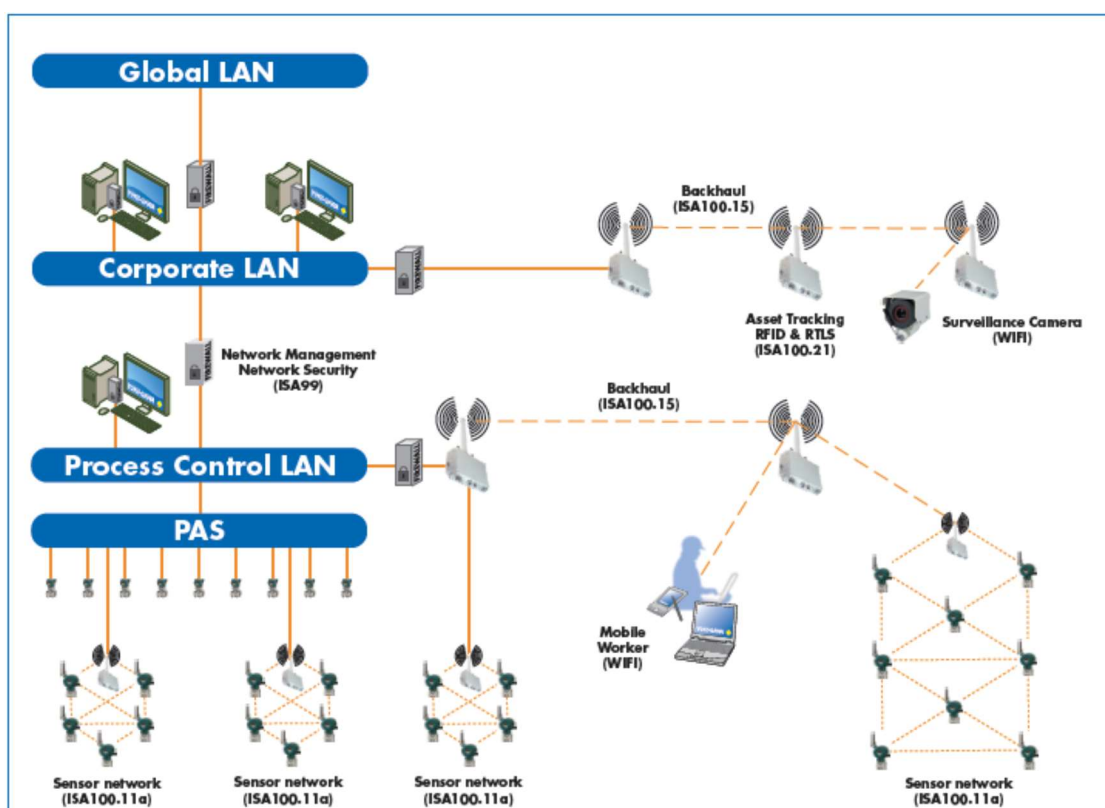 Global LAN
Corporate LAN
Backhaul
(ISA100.15)
Asset Tracking
RFID & RTLS
(ISA100.21)
Surveillance Camera
(WIFI)
Network Management
Network Security
(ISA99)
Backhaul
(ISA100.15)
Process Control LAN
PAS
Mobile
Worker
(WIFI)
Sensor network
(ISA100.11a)
Sensor network
(ISA100.11a)
Sensor network
(ISA100.11a)
Sensor network
(ISA100.11a)